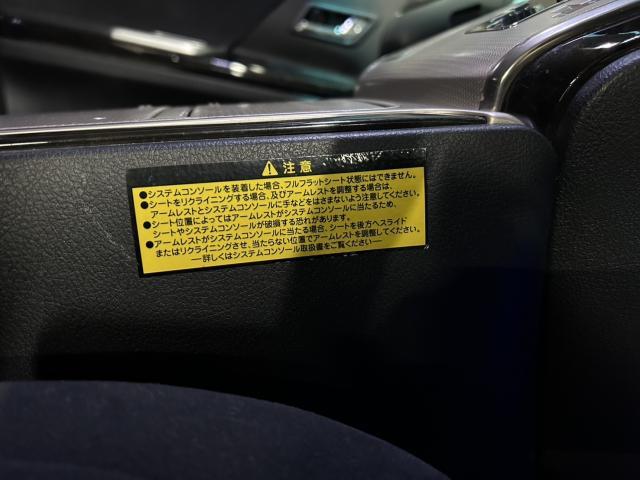 ⚠注意
●システムコンソールを装着した場合、フルフラットシート状態にはできません。
●シートをリクライニングする場合、及びアームレストを調整する場合は、
アームレストとシステムコンソールに手などをはさまないよう注意してください。
●シート位置によってはアームレストがシステムコンソールに当たるため、
シートやシステムコンソールが破損する恐れがあります。
●アームレストがシステムコンソールに当たる場合、シートを後方へスライド
またはリクライニングさせ、当たらない位置でアームレストを調整してください。
―詳しくはシステムコンソール取扱書をご覧ください―